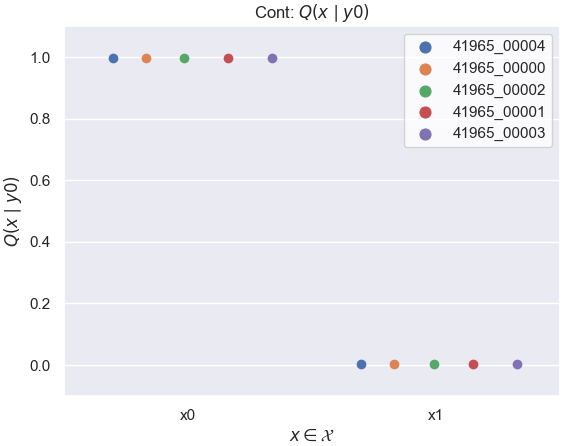 Cont: Q(x | y0)
1.0
0.8
0.6
0.4
0.2
0.0
Q(x | y0)
41965_00004
41965_00000
41965_00002
41965_00001
41965_00003
x0 x1
x ∈ 𝒳